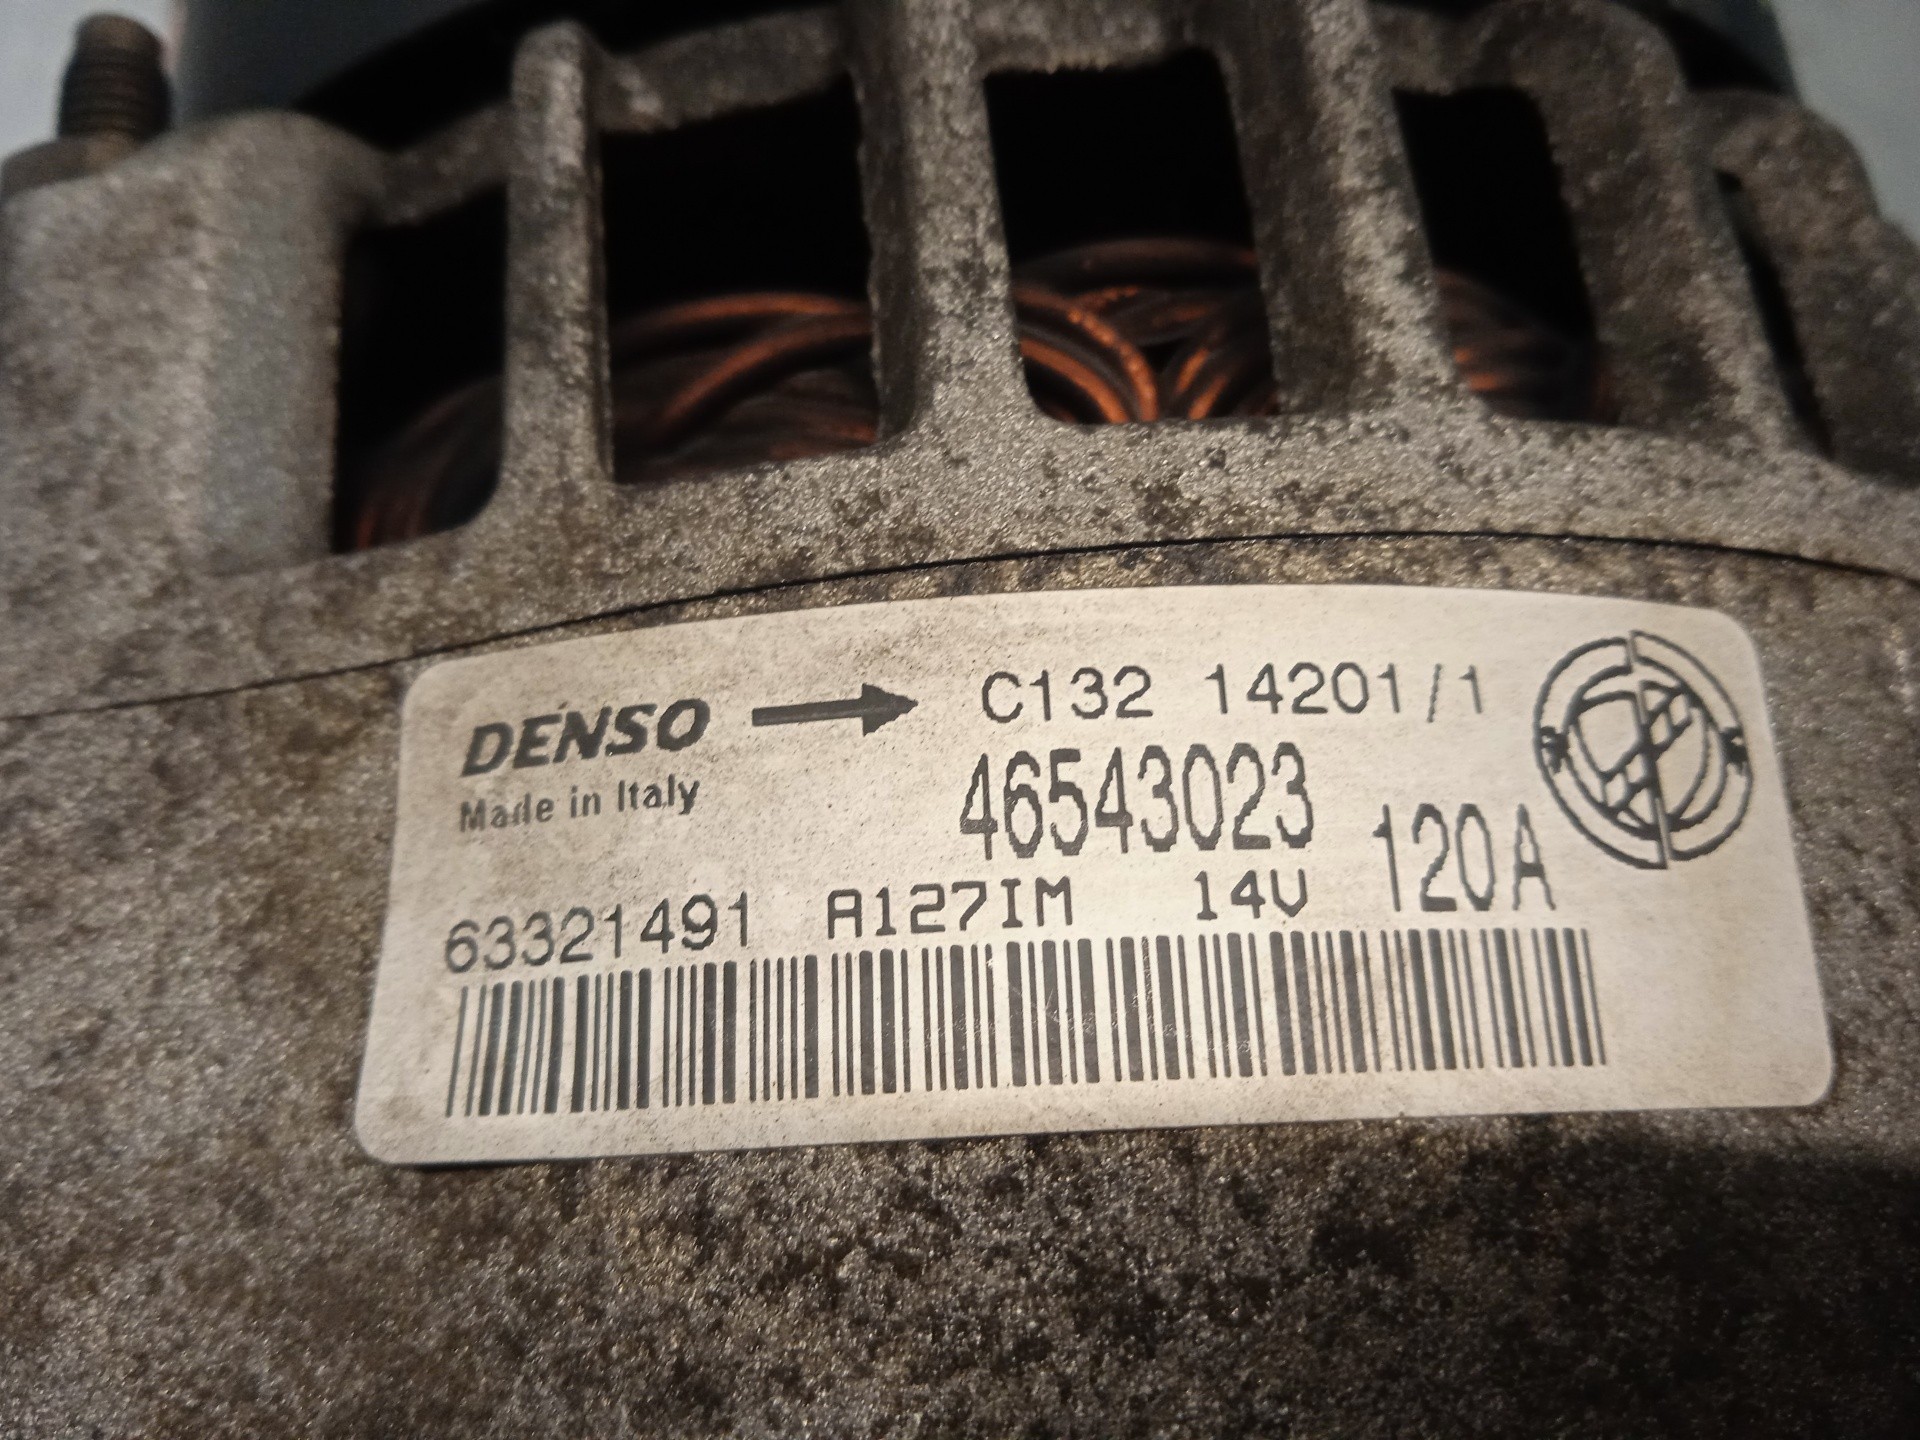 DENSO → C132 14201/1
Made in Italy 46543023
63321491 A127IM 14V 120A